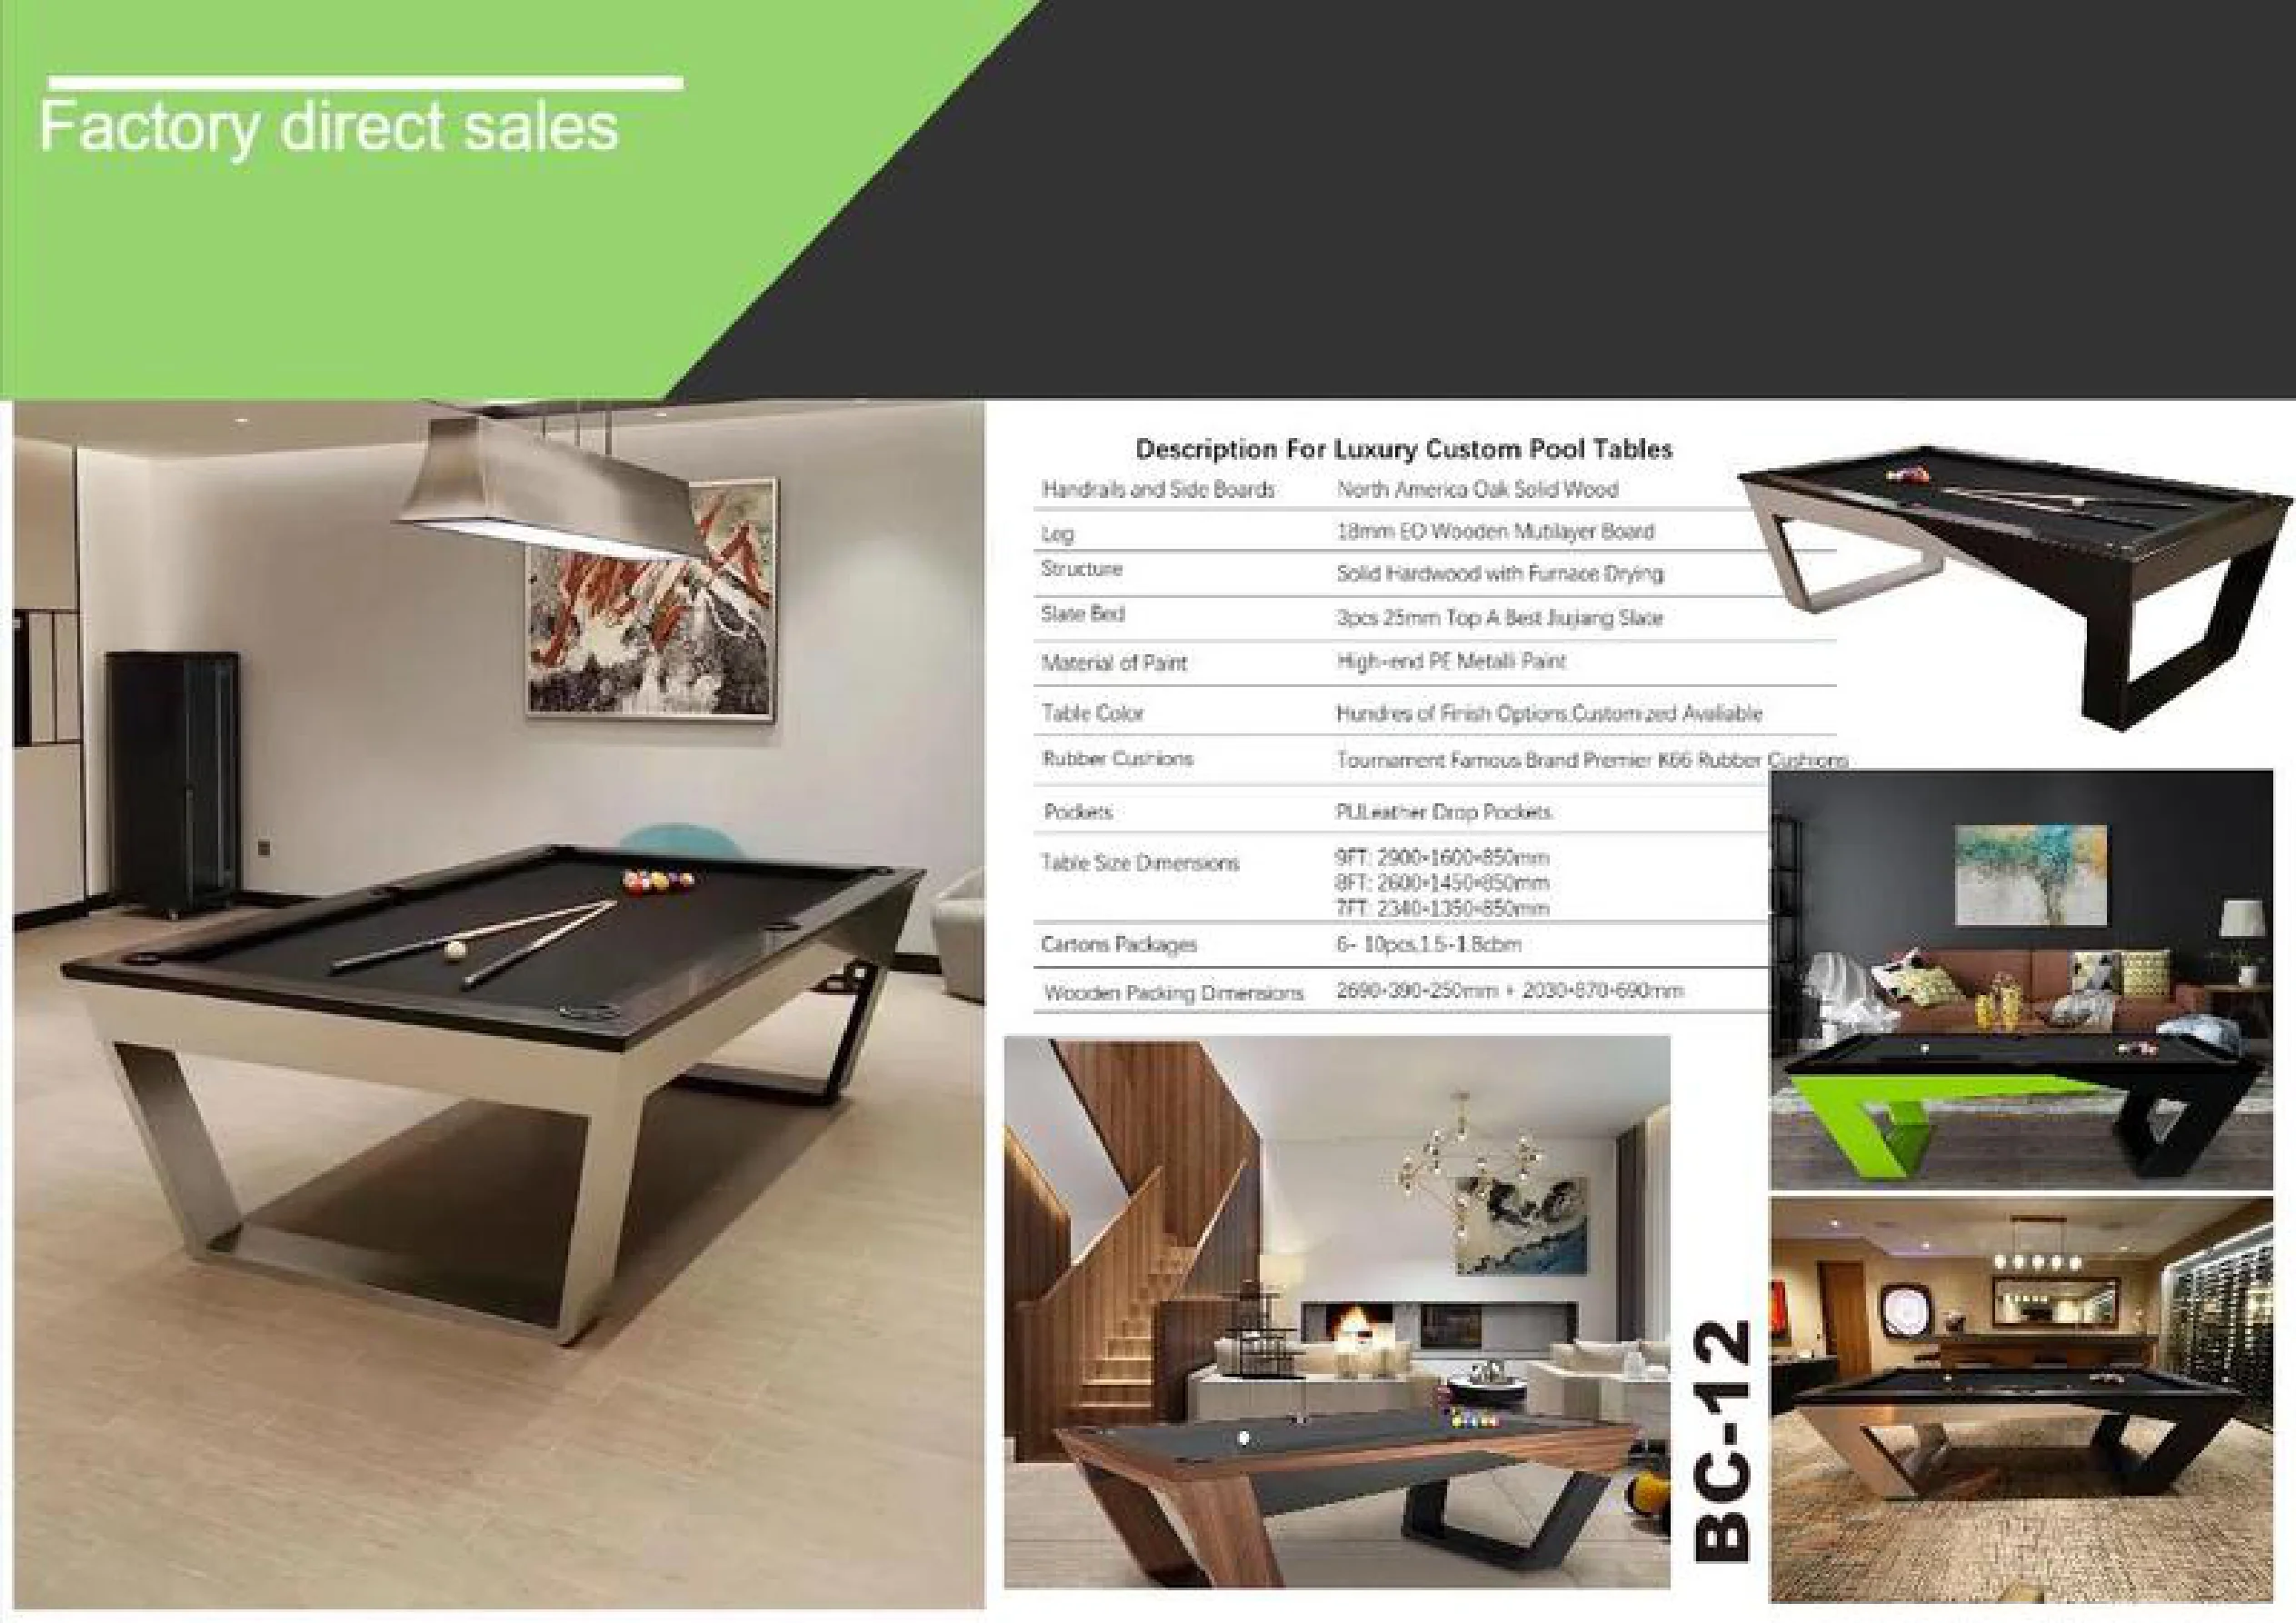 Factory direct sales
Description For Luxury Custom Pool Tables
Handrails and Side Boards North America Oak Solid Wood
Leg 18mm EO Wooden Mutilayer Board
Structure Solid Hardwood with Furnace Drying
Slate Bed 3pcs 25mm Top A Best Jiujiang Slate
Material of Paint High-end PE Metalli Paint
Table Color Hundres of Finish Options,Customized Avaliable
Rubber Cushions Tournament Famous Brand Premier K66 Rubber Cushions
Pockets PULeather Drop Pockets
Table Size Dimensions 9FT: 2900*1600*850mm
8FT: 2600*1450*850mm
7FT: 2340*1350*850mm
Cartons Packages 6- 10pcs,1.5-1.8cbm
Wooden Packing Dimensions 2690*390*250mm + 2030*870*690mm
BC-12